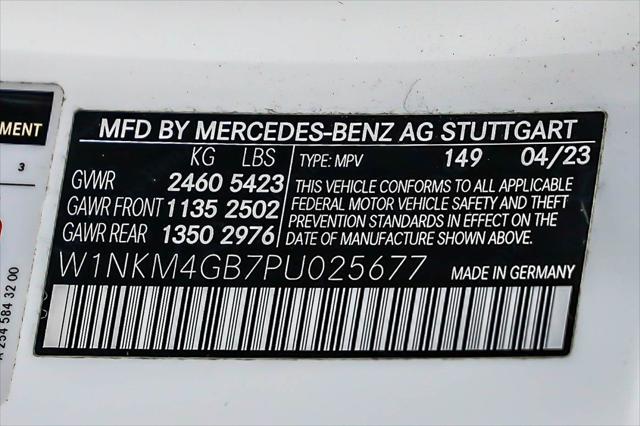 MENT
3
A 254 584 32 00
MFD BY MERCEDES-BENZ AG STUTTGART
KG LBS
GVWR 2460 5423
GAWR FRONT 1135 2502
GAWR REAR 1350 2976
TYPE: MPV 149 04/23
THIS VEHICLE CONFORMS TO ALL APPLICABLE
FEDERAL MOTOR VEHICLE SAFETY AND THEFT
PREVENTION STANDARDS IN EFFECT ON THE
DATE OF MANUFACTURE SHOWN ABOVE.
W1NKM4GB7PU025677 MADE IN GERMANY